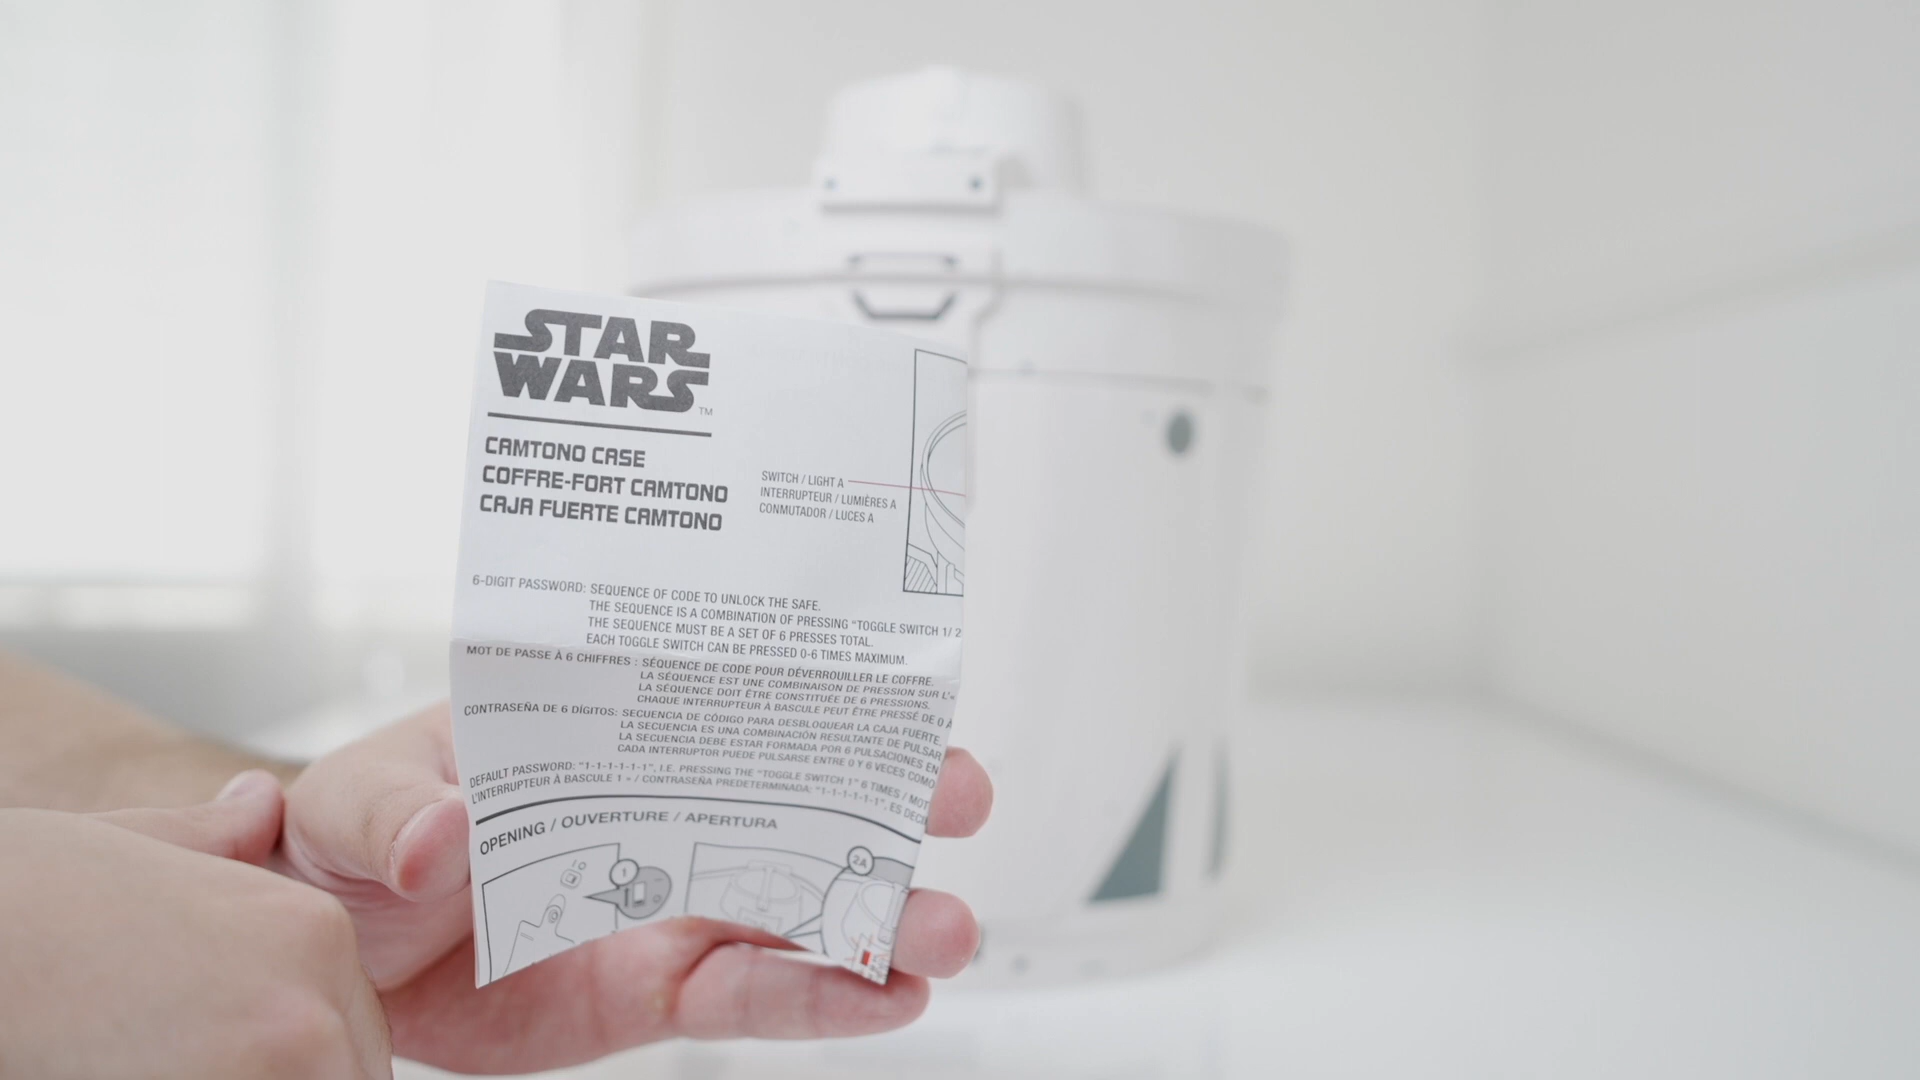 STAR
WARS
TM
CAMTONO CASE
COFFRE-FORT CAMTONO
CAJA FUERTE CAMTONO
SWITCH / LIGHT A
INTERRUPTEUR / LUMIÈRES A
CONMUTADOR / LUCES A
6-DIGIT PASSWORD: SEQUENCE OF CODE TO UNLOCK THE SAFE.
THE SEQUENCE IS A COMBINATION OF PRESSING "TOGGLE SWITCH 1/ 2
THE SEQUENCE MUST BE A SET OF 6 PRESSES TOTAL.
EACH TOGGLE SWITCH CAN BE PRESSED 0-6 TIMES MAXIMUM.
MOT DE PASSE À 6 CHIFFRES : SÉQUENCE DE CODE POUR DÉVERROUILLER LE COFFRE.
LA SÉQUENCE EST UNE COMBINAISON DE PRESSION SUR L'«
LA SÉQUENCE DOIT ÊTRE CONSTITUÉE DE 6 PRESSIONS.
CHAQUE INTERRUPTEUR À BASCULE PEUT ÊTRE PRESSÉ DE 0 À
CONTRASEÑA DE 6 DÍGITOS: SECUENCIA DE CÓDIGO PARA DESBLOQUEAR LA CAJA FUERTE.
LA SECUENCIA ES UNA COMBINACIÓN RESULTANTE DE PULSAR
LA SECUENCIA DEBE ESTAR FORMADA POR 6 PULSACIONES EN
CADA INTERRUPTOR PUEDE PULSARSE ENTRE 0 Y 6 VECES COMO
DEFAULT PASSWORD: "1-1-1-1-1-1", I.E. PRESSING THE "TOGGLE SWITCH 1" 6 TIMES / MOT
L'INTERRUPTEUR À BASCULE 1 » / CONTRASEÑA PREDETERMINADA: "1-1-1-1-1-1", ES DECI
OPENING / OUVERTURE / APERTURA
I O
1
2A